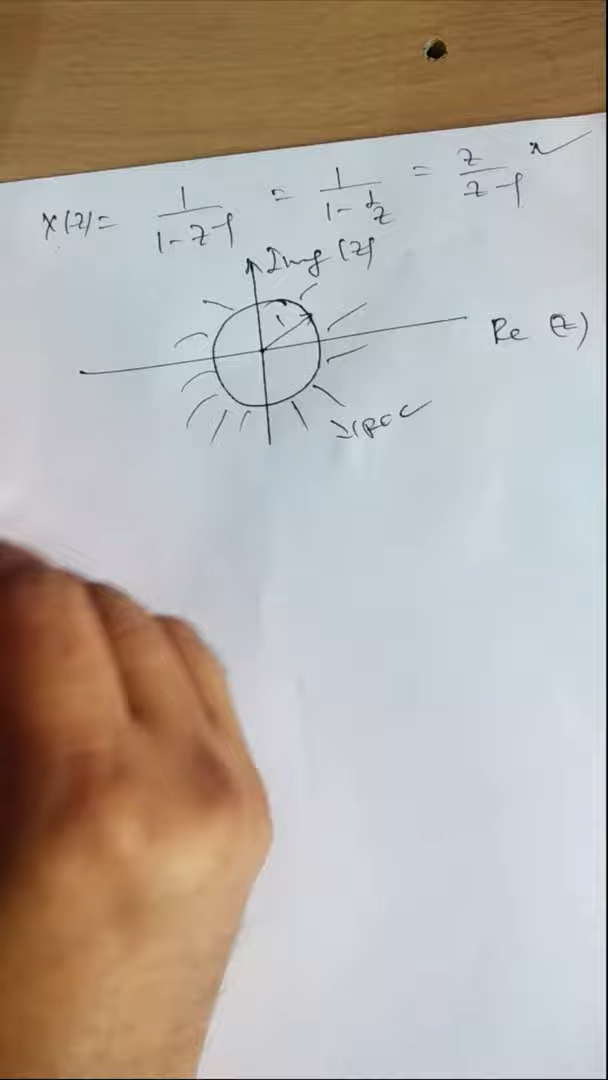 X(z) = 1/(1 - z⁻¹) = 1/(1 - 1/z) = z/(z-1)
Img (z)
1
Re (z)
ROC